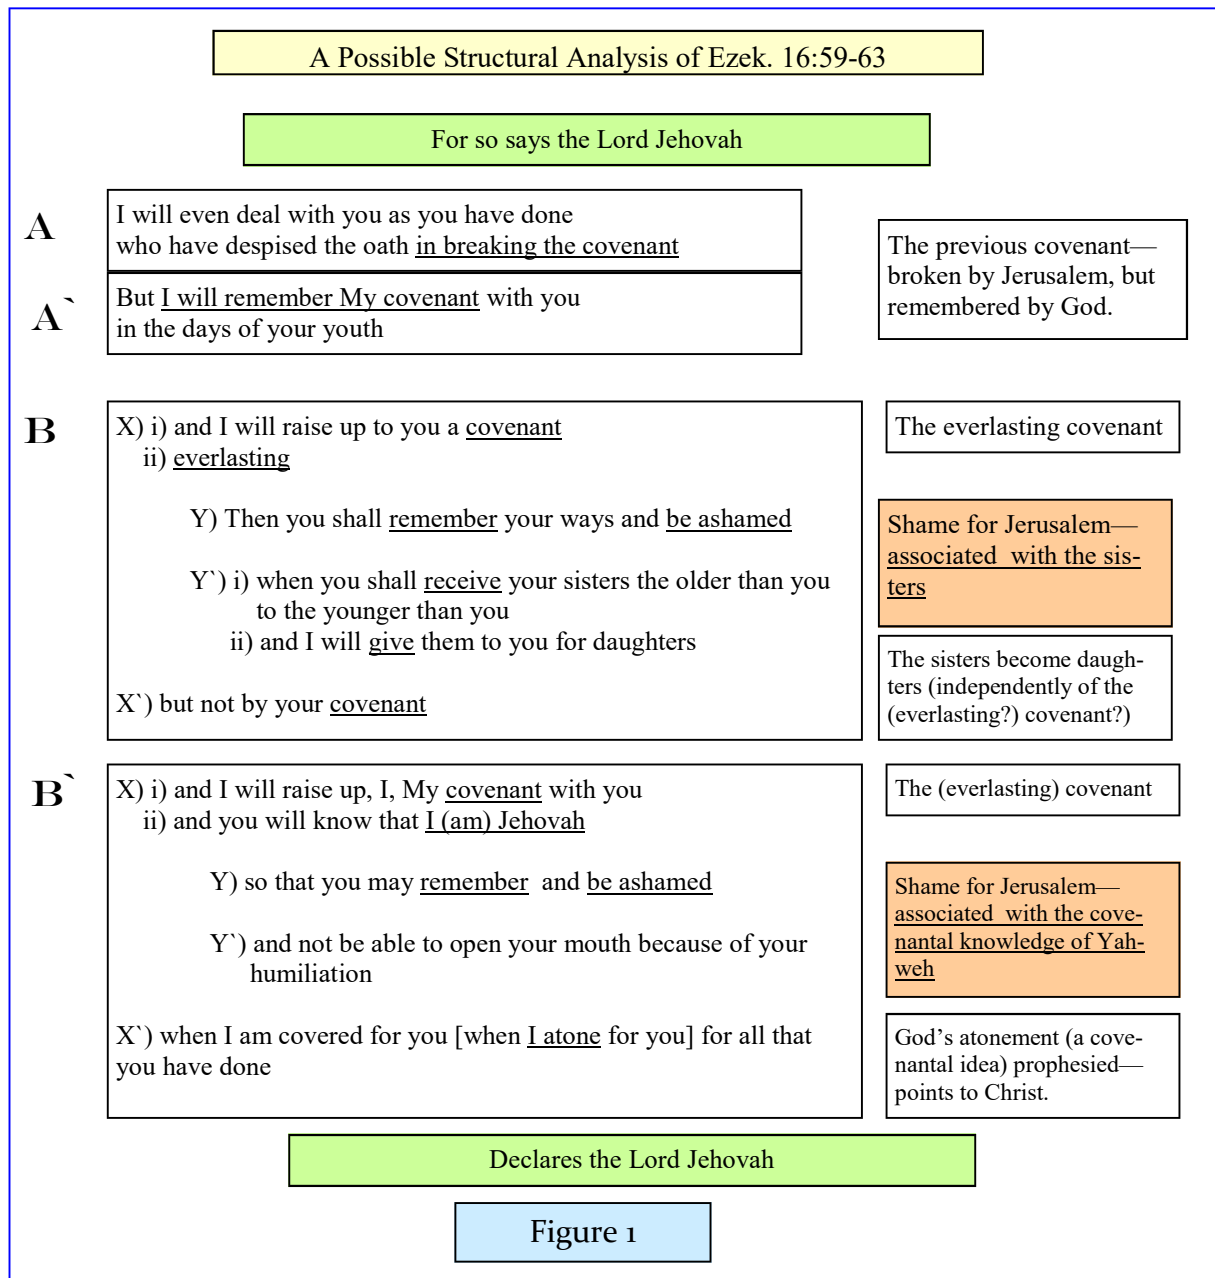 A Possible Structural Analysis of Ezek. 16:59-63
For so says the Lord Jehovah
A
I will even deal with you as you have done
who have despised the oath in breaking the covenant
A`
But I will remember My covenant with you
in the days of your youth
The previous covenant—
broken by Jerusalem, but
remembered by God.
B
X) i) and I will raise up to you a covenant
ii) everlasting
Y) Then you shall remember your ways and be ashamed
Y`) i) when you shall receive your sisters the older than you
to the younger than you
ii) and I will give them to you for daughters
X`) but not by your covenant
The everlasting covenant
Shame for Jerusalem—
associated with the sis-
ters
The sisters become daugh-
ters (independently of the
(everlasting?) covenant?)
B`
X) i) and I will raise up, I, My covenant with you
ii) and you will know that I (am) Jehovah
Y) so that you may remember and be ashamed
Y`) and not be able to open your mouth because of your
humiliation
X`) when I am covered for you [when I atone for you] for all that
you have done
The (everlasting) covenant
Shame for Jerusalem—
associated with the cove-
nantal knowledge of Yah-
weh
God’s atonement (a cove-
nantal idea) prophesied—
points to Christ.
Declares the Lord Jehovah
Figure 1